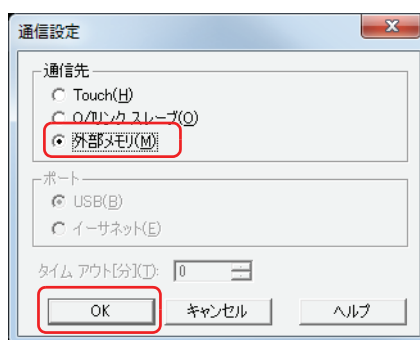 通信設定
通信先
Touch(H)
O/リンク スレーブ(O)
外部メモリ(M)
ポート
USB(B)
イーサネット(E)
タイム アウト[分](T): 0
OK キャンセル ヘルプ